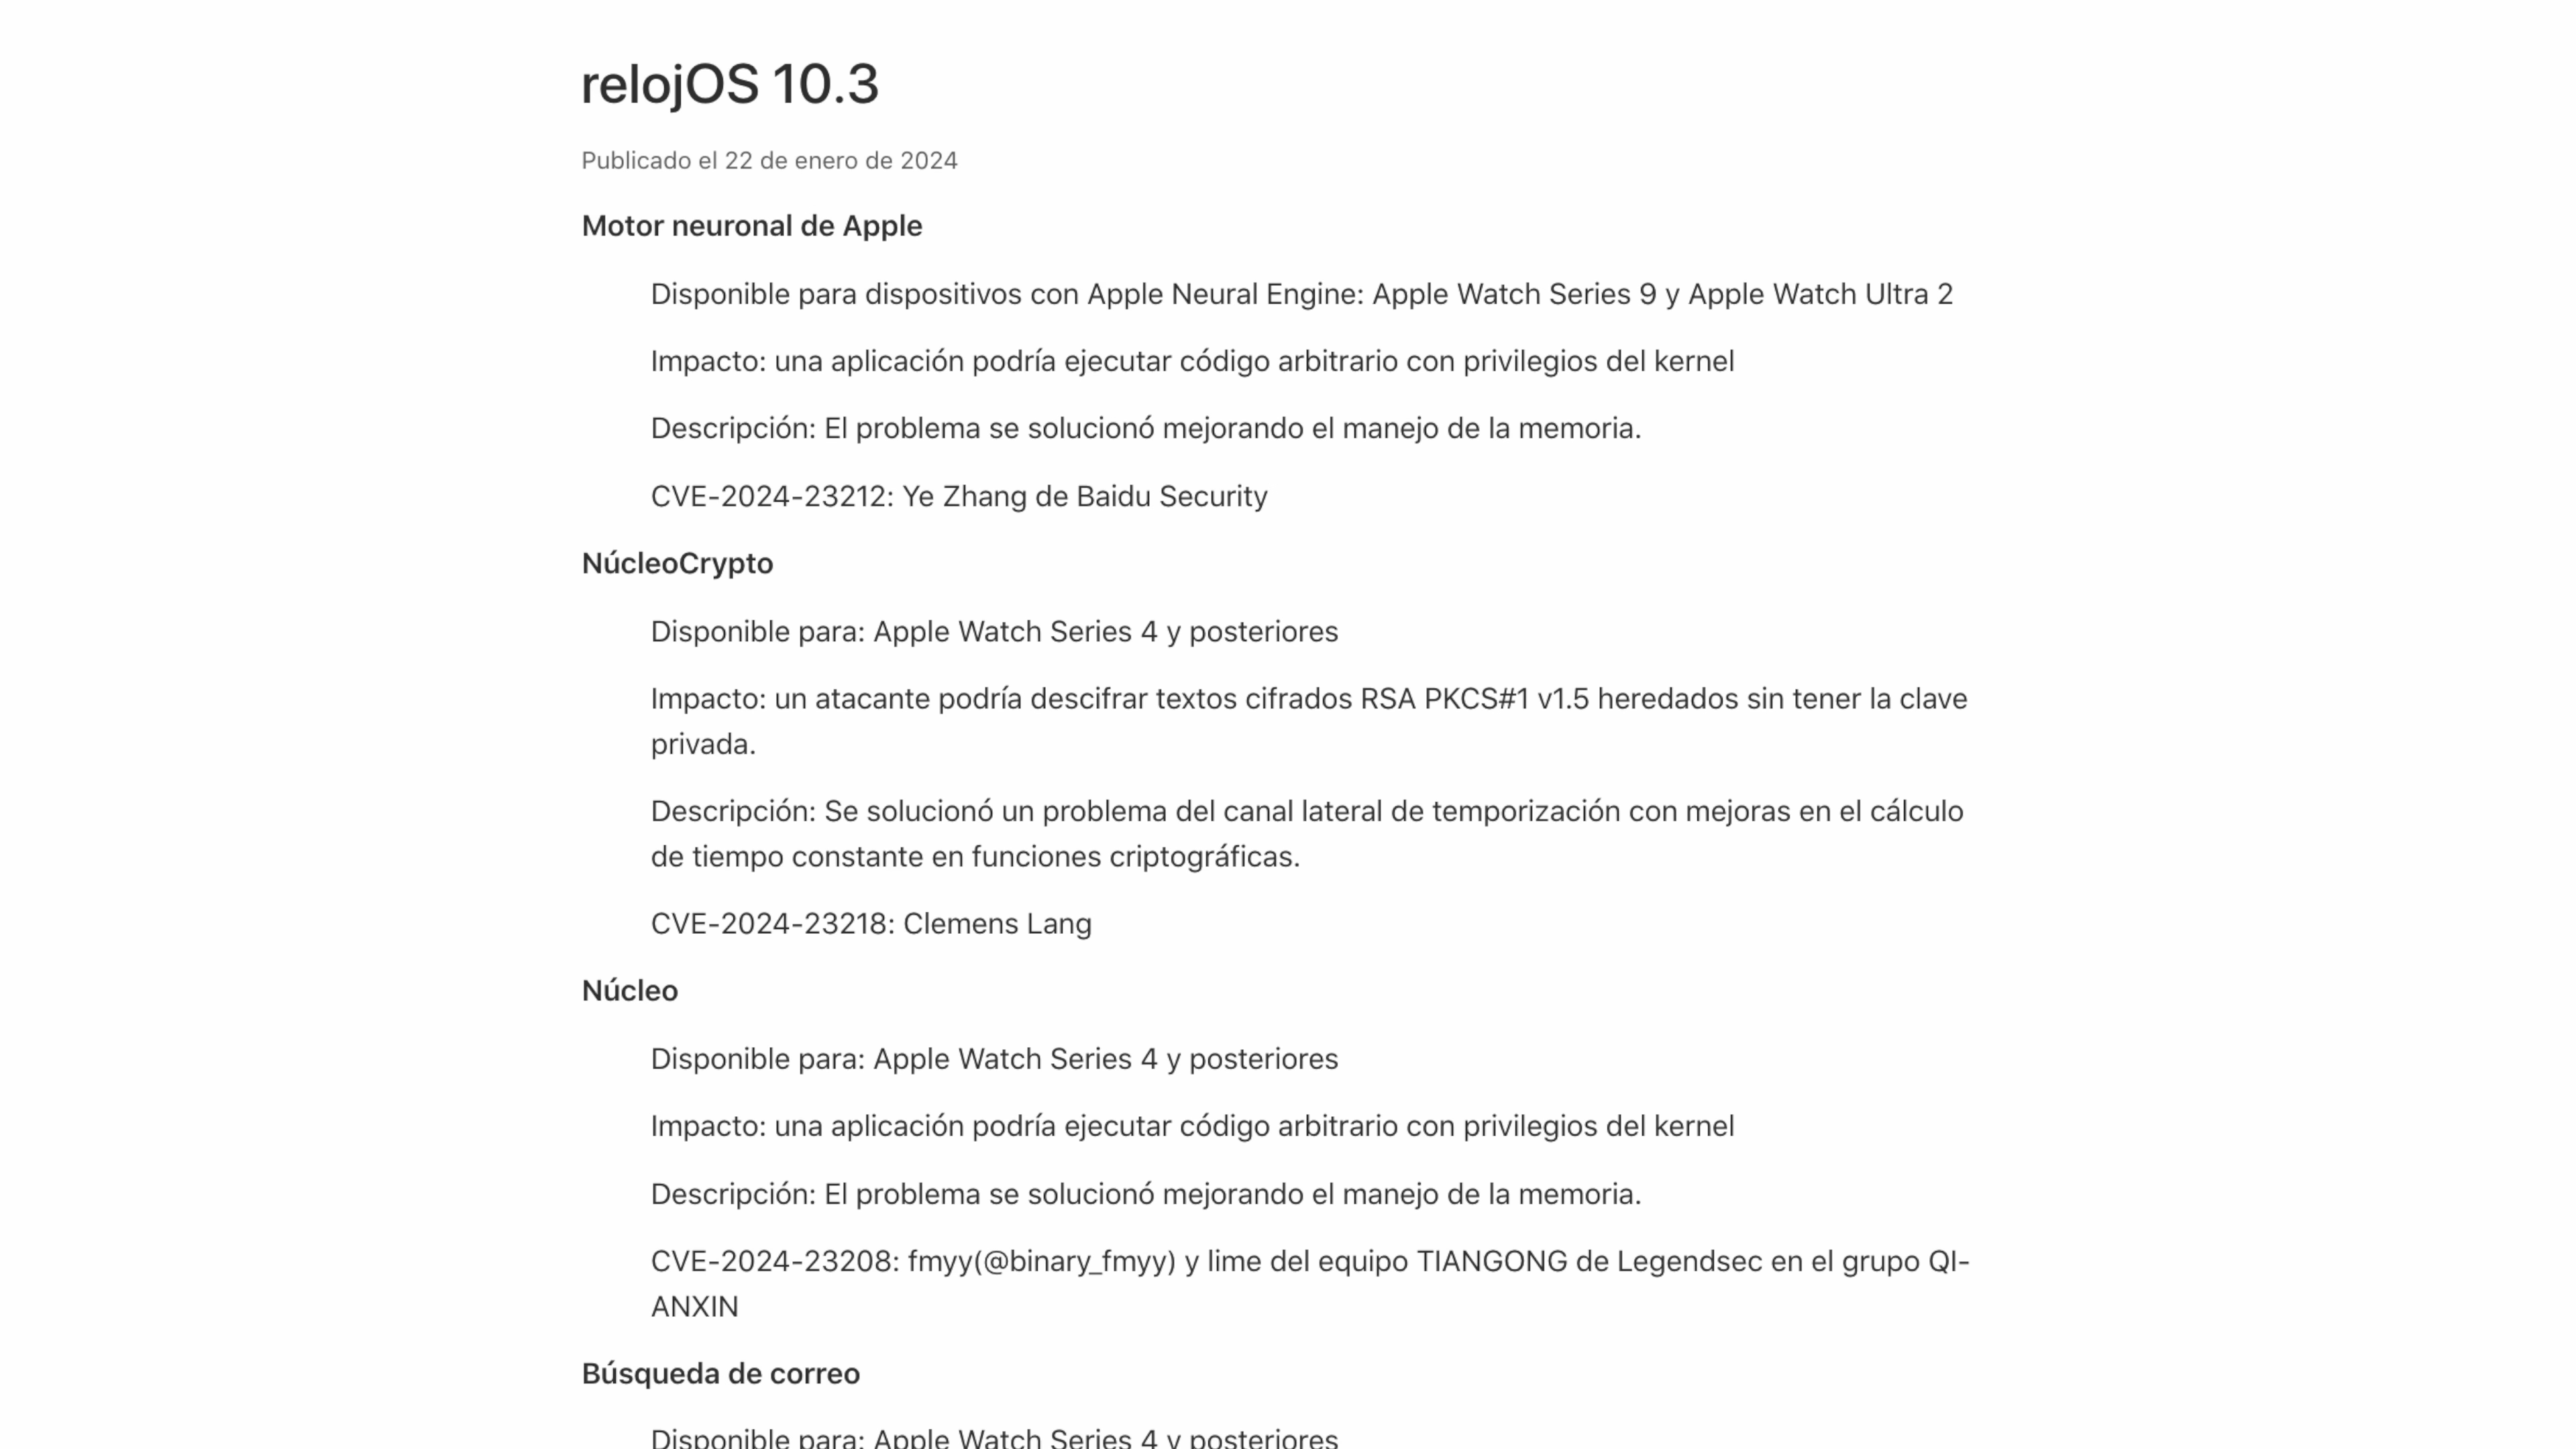 relojOS 10.3
Publicado el 22 de enero de 2024
Motor neuronal de Apple
Disponible para dispositivos con Apple Neural Engine: Apple Watch Series 9 y Apple Watch Ultra 2
Impacto: una aplicación podría ejecutar código arbitrario con privilegios del kernel
Descripción: El problema se solucionó mejorando el manejo de la memoria.
CVE-2024-23212: Ye Zhang de Baidu Security
NúcleoCrypto
Disponible para: Apple Watch Series 4 y posteriores
Impacto: un atacante podría descifrar textos cifrados RSA PKCS#1 v1.5 heredados sin tener la clave
privada.
Descripción: Se solucionó un problema del canal lateral de temporización con mejoras en el cálculo
de tiempo constante en funciones criptográficas.
CVE-2024-23218: Clemens Lang
Núcleo
Disponible para: Apple Watch Series 4 y posteriores
Impacto: una aplicación podría ejecutar código arbitrario con privilegios del kernel
Descripción: El problema se solucionó mejorando el manejo de la memoria.
CVE-2024-23208: fmyy(@binary_fmyy) y lime del equipo TIANGONG de Legendsec en el grupo QI-
ANXIN
Búsqueda de correo
Disponible para: Apple Watch Series 4 y posteriores